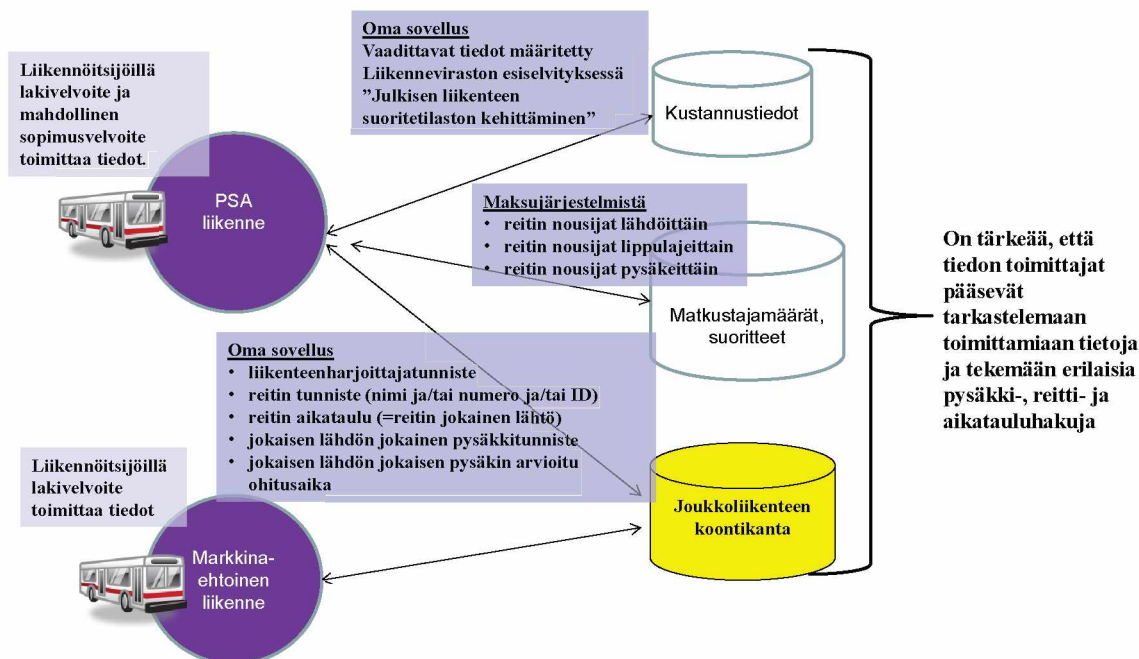 Oma sovellus
Vaadittavat tiedot määritetty
Liikenneviraston esiselvityksessä
”Julkisen liikenteen
suoritetilaston kehittäminen”
Liikennöitsijöillä
lakivelvoite ja
mahdollinen
sopimusvelvoite
toimittaa tiedot.
PSA
liikenne
Kustannustiedot
Maksujärjestelmistä
• reitin nousijat lähdöittäin
• reitin nousijat lippulajeittain
• reitin nousijat pysäkeittäin
Matkustajamäärät,
suoritteet
On tärkeää, että
tiedon toimittajat
pääsevät
tarkastelemaan
toimittamiaan tietoja
ja tekemään erilaisia
pysäkki-, reitti- ja
aikatauluhakuja
Oma sovellus
• liikenteenharjoittajatunniste
• reitin tunniste (nimi ja/tai numero ja/tai ID)
• reitin aikataulu (=reitin jokainen lähtö)
• jokaisen lähdön jokainen pysäkkitunniste
• jokaisen lähdön jokaisen pysäkin arvioitu
ohitusaika
Liikennöitsijöillä
lakivelvoite
toimittaa tiedot
Markkina-
ehtoinen
liikenne
Joukkoliikenteen
koontikanta